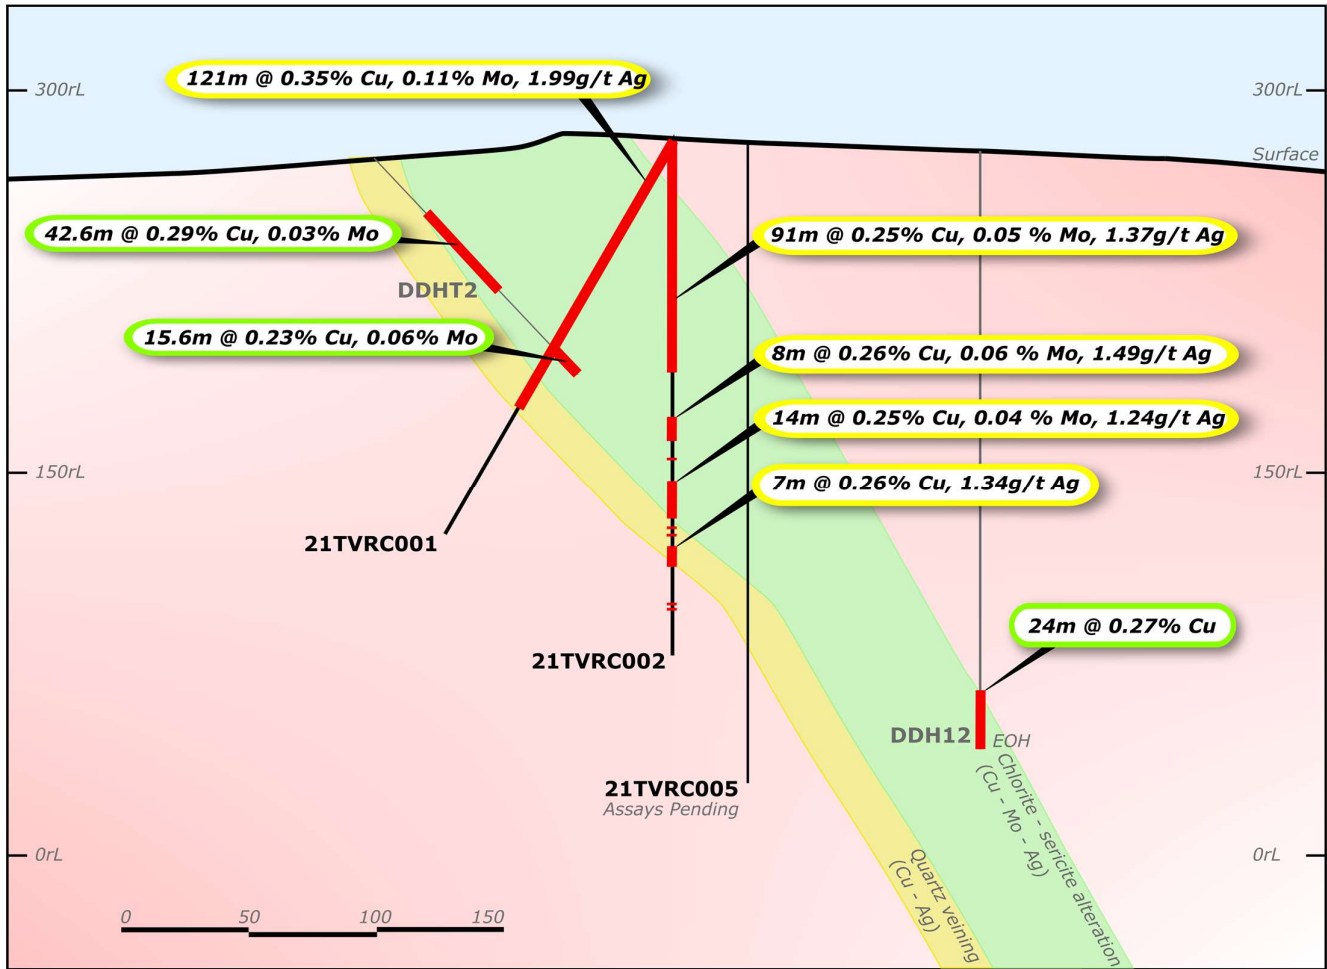 121m @ 0.35% Cu, 0.11% Mo, 1.99g/t Ag
300rL
300rL
Surface
42.6m @ 0.29% Cu, 0.03% Mo
91m @ 0.25% Cu, 0.05 % Mo, 1.37g/t Ag
DDHT2
15.6m @ 0.23% Cu, 0.06% Mo
8m @ 0.26% Cu, 0.06 % Mo, 1.49g/t Ag
14m @ 0.25% Cu, 0.04 % Mo, 1.24g/t Ag
150rL
150rL
7m @ 0.26% Cu, 1.34g/t Ag
21TVRC001
24m @ 0.27% Cu
21TVRC002
DDH12
EOH
21TVRC005
Assays Pending
Chlorite - sericite alteration
(Cu - Mo - Ag)
0rL
0rL
Quartz veining
(Cu - Ag)
0 50 100 150